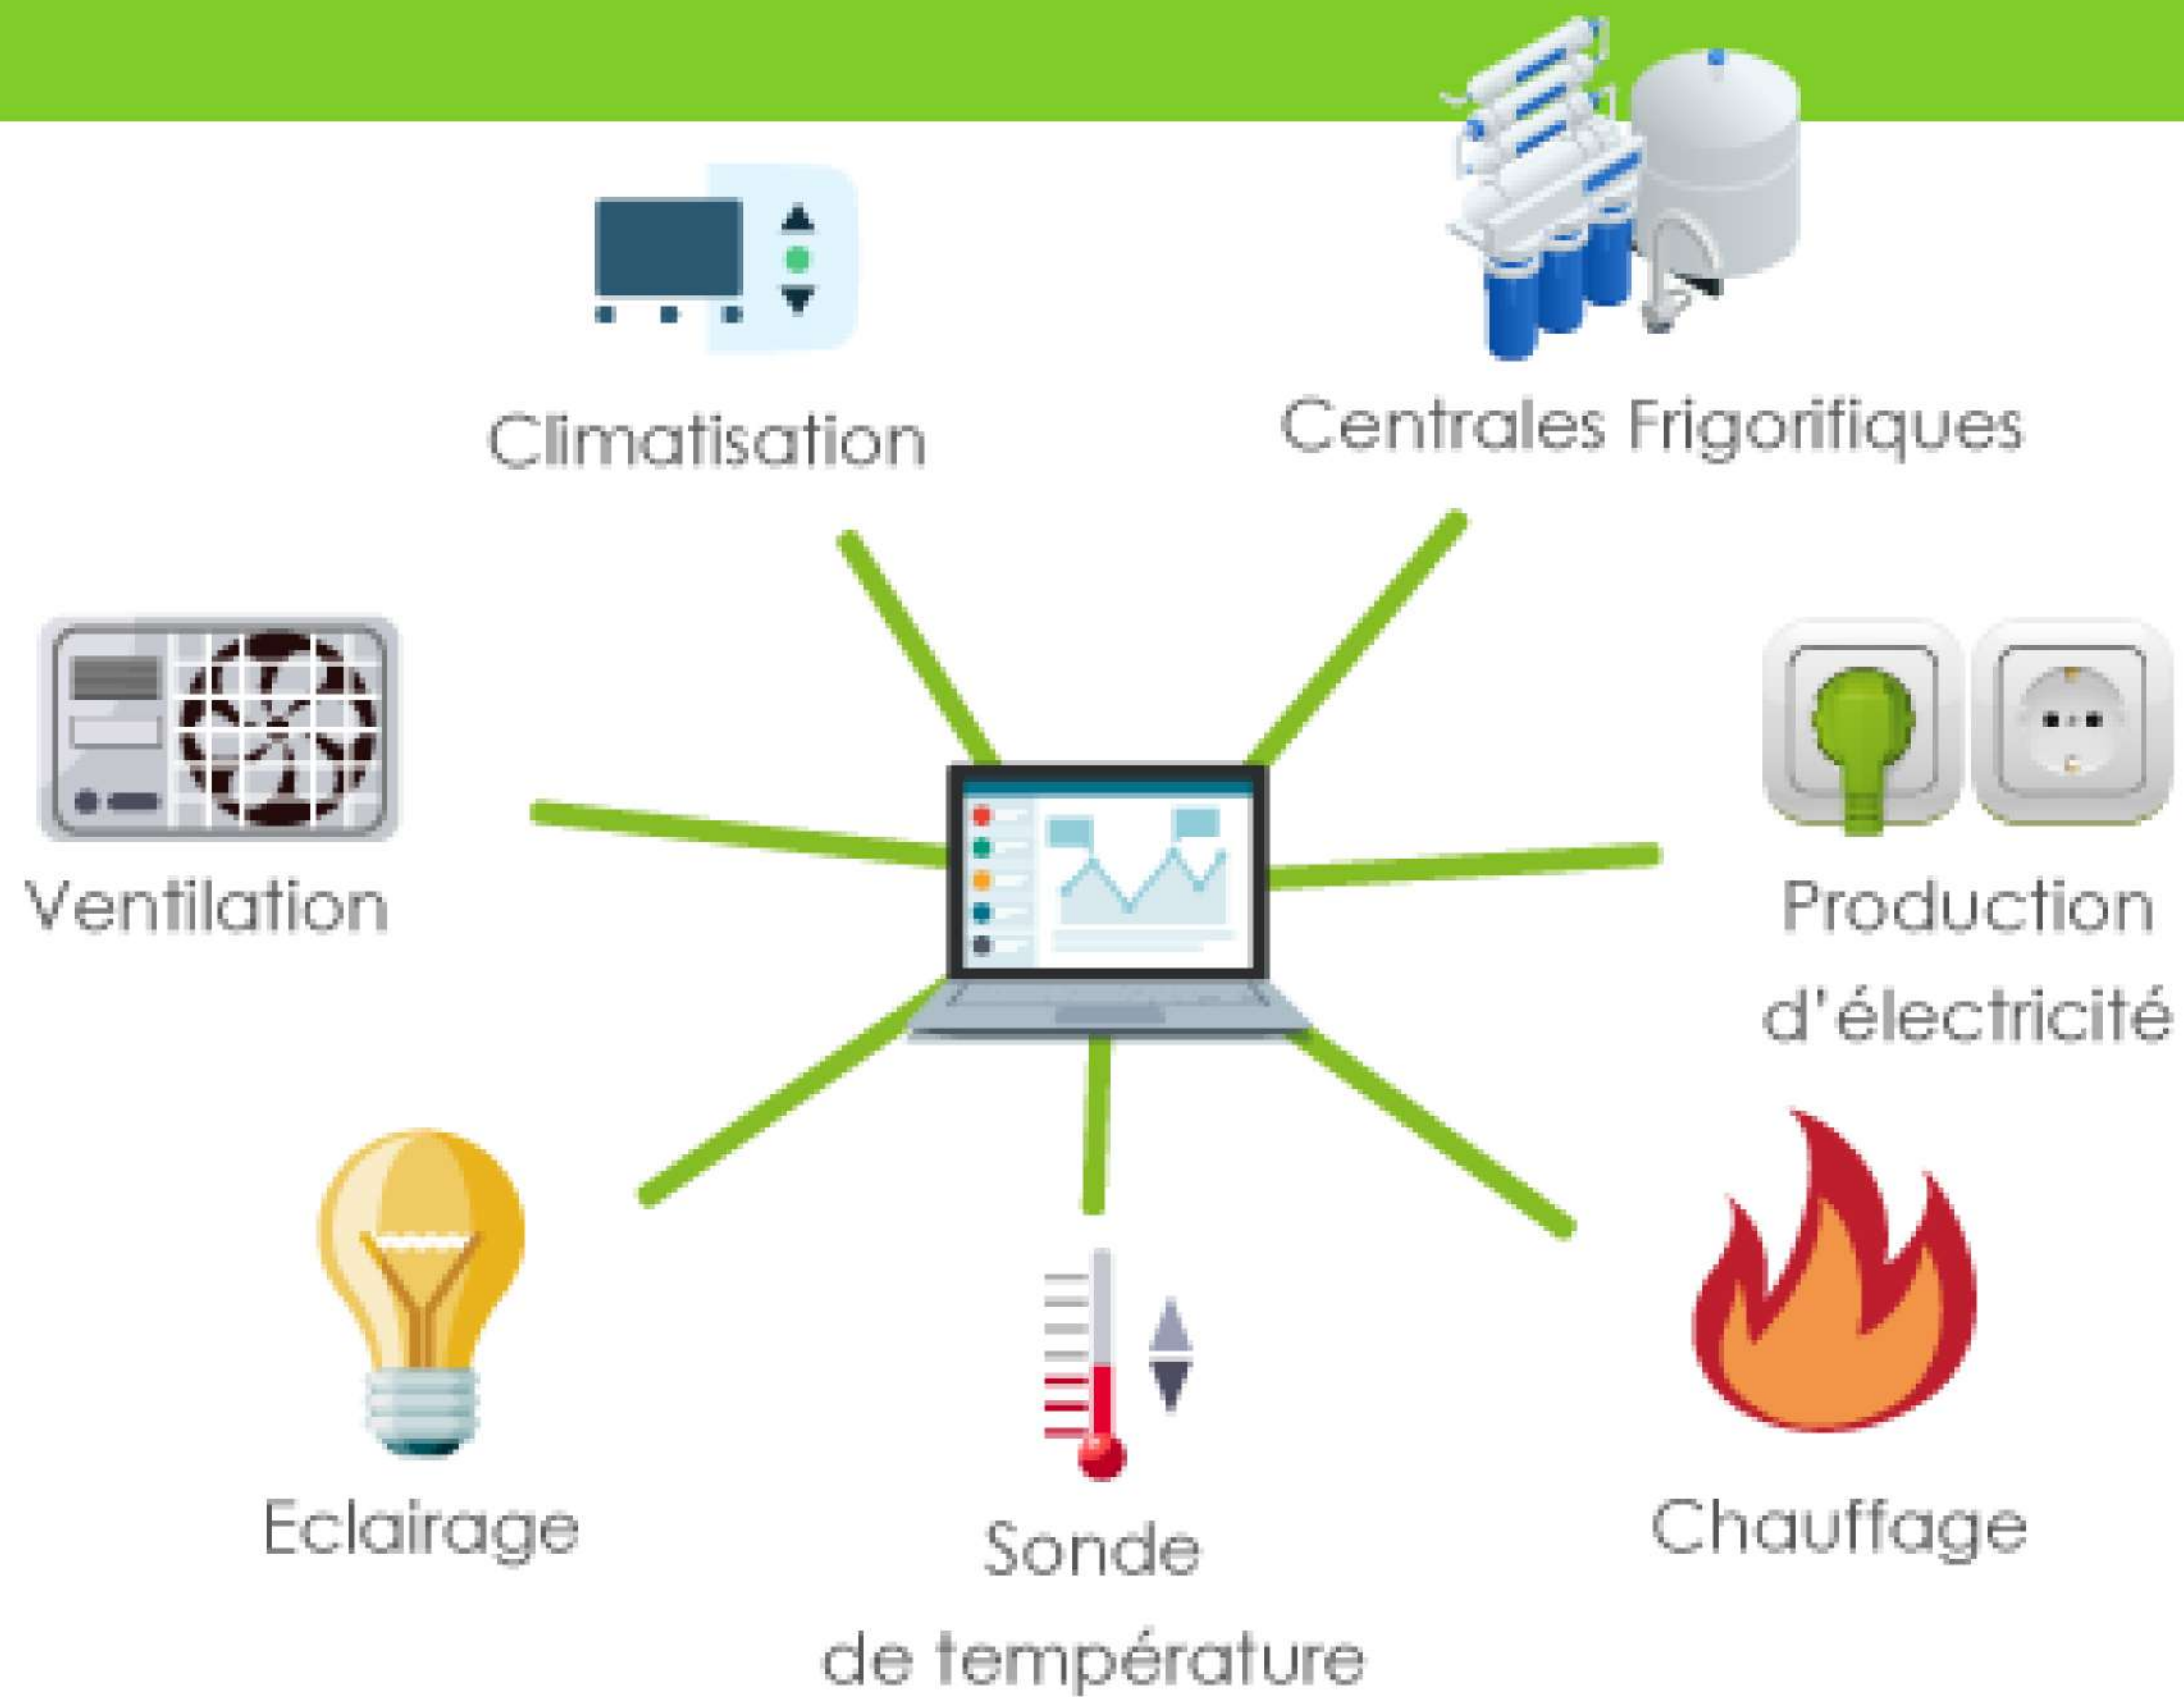 Climatisation
Centrales Frigorifiques
Ventilation
Production
d'électricité
Eclairage
Sonde
de température
Chauffage